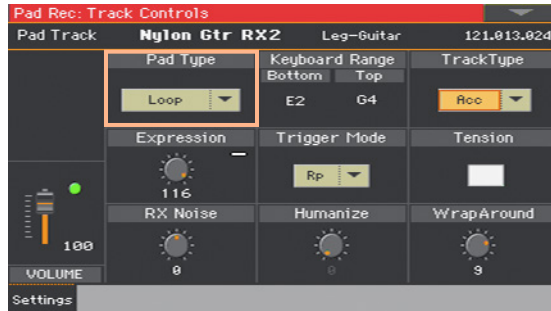 Pad Rec: Track Controls
Pad Track Nylon Gtr RX2 Leg-Guitar 121.013.024
Pad Type Keyboard Range TrackType
Bottom Top
Loop E2 G4 Acc
Expression Trigger Mode Tension
116 Rp
RX Noise Humanize WrapAround
100
VOLUME 0 0 9
Settings